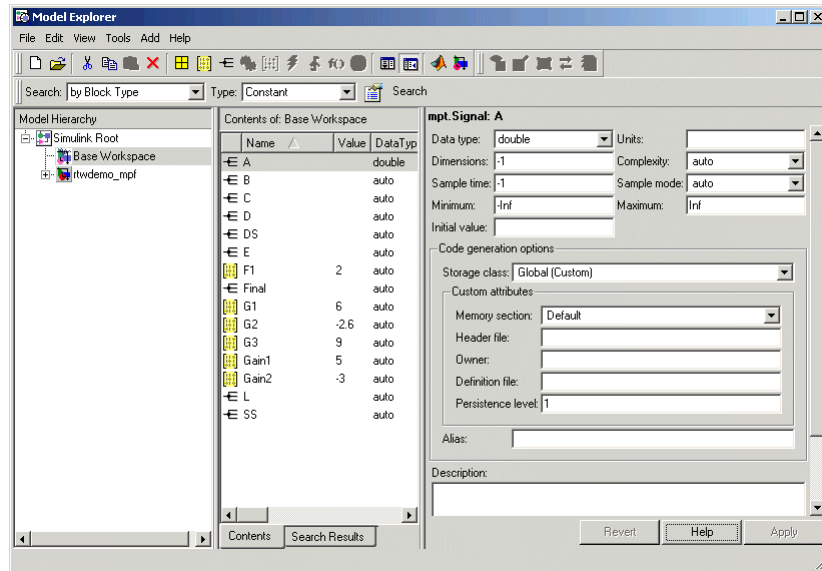 Model Explorer
File Edit View Tools Add Help
Search: by Block Type Type: Constant Search
Model Hierarchy
Simulink Root
Base Workspace
rtwdemo_mpf
Contents of: Base Workspace
Name Value DataTyp
A double
B auto
C auto
D auto
DS auto
E auto
F1 2 auto
Final auto
G1 6 auto
G2 -2.6 auto
G3 9 auto
Gain1 5 auto
Gain2 -3 auto
L auto
SS auto
Contents Search Results
mpt.Signal: A
Data type: double Units:
Dimensions: -1 Complexity: auto
Sample time: -1 Sample mode: auto
Minimum: -Inf Maximum: Inf
Initial value:
Code generation options
Storage class: Global (Custom)
Custom attributes
Memory section: Default
Header file:
Owner:
Definition file:
Persistence level: 1
Alias:
Description:
Revert Help Apply